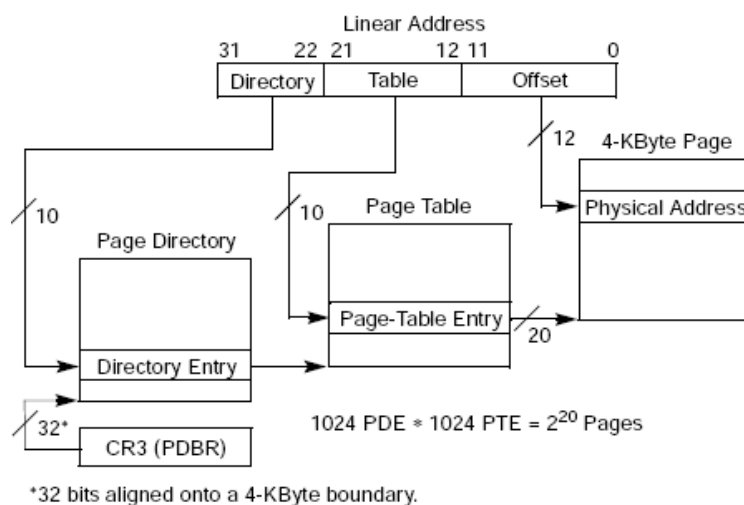 Linear Address
31 22 21 12 11 0
Directory Table Offset
12 4-KByte Page
10 10 Page Table Physical Address
Page Directory
Page-Table Entry 20
Directory Entry
32* 1024 PDE * 1024 PTE = 2²⁰ Pages
CR3 (PDBR)
*32 bits aligned onto a 4-KByte boundary.